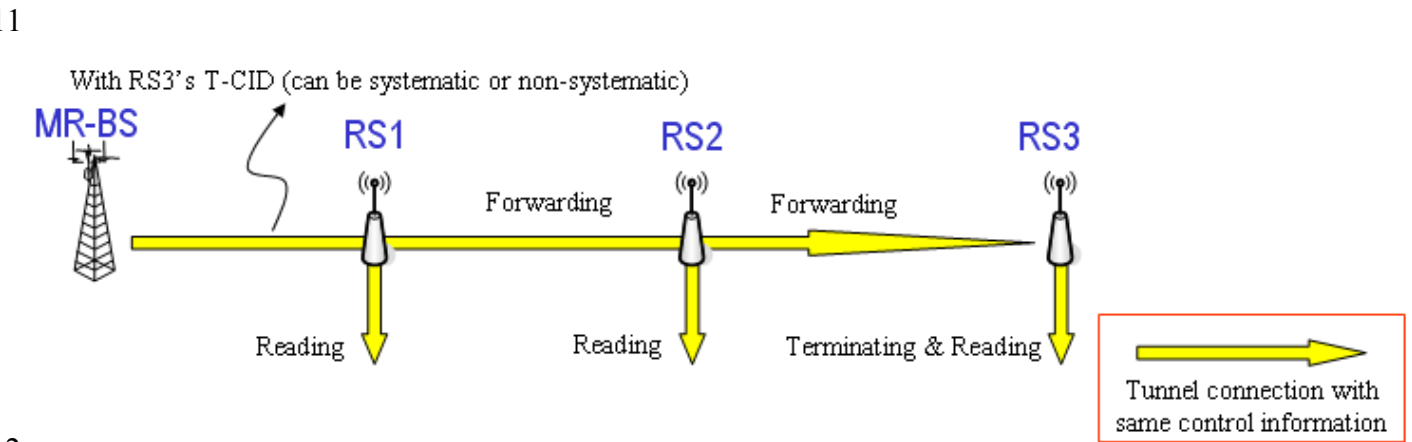 11
With RS3's T-CID (can be systematic or non-systematic)
MR-BS
RS1
RS2
RS3
Forwarding
Forwarding
Reading
Reading
Terminating & Reading
Tunnel connection with
same control information